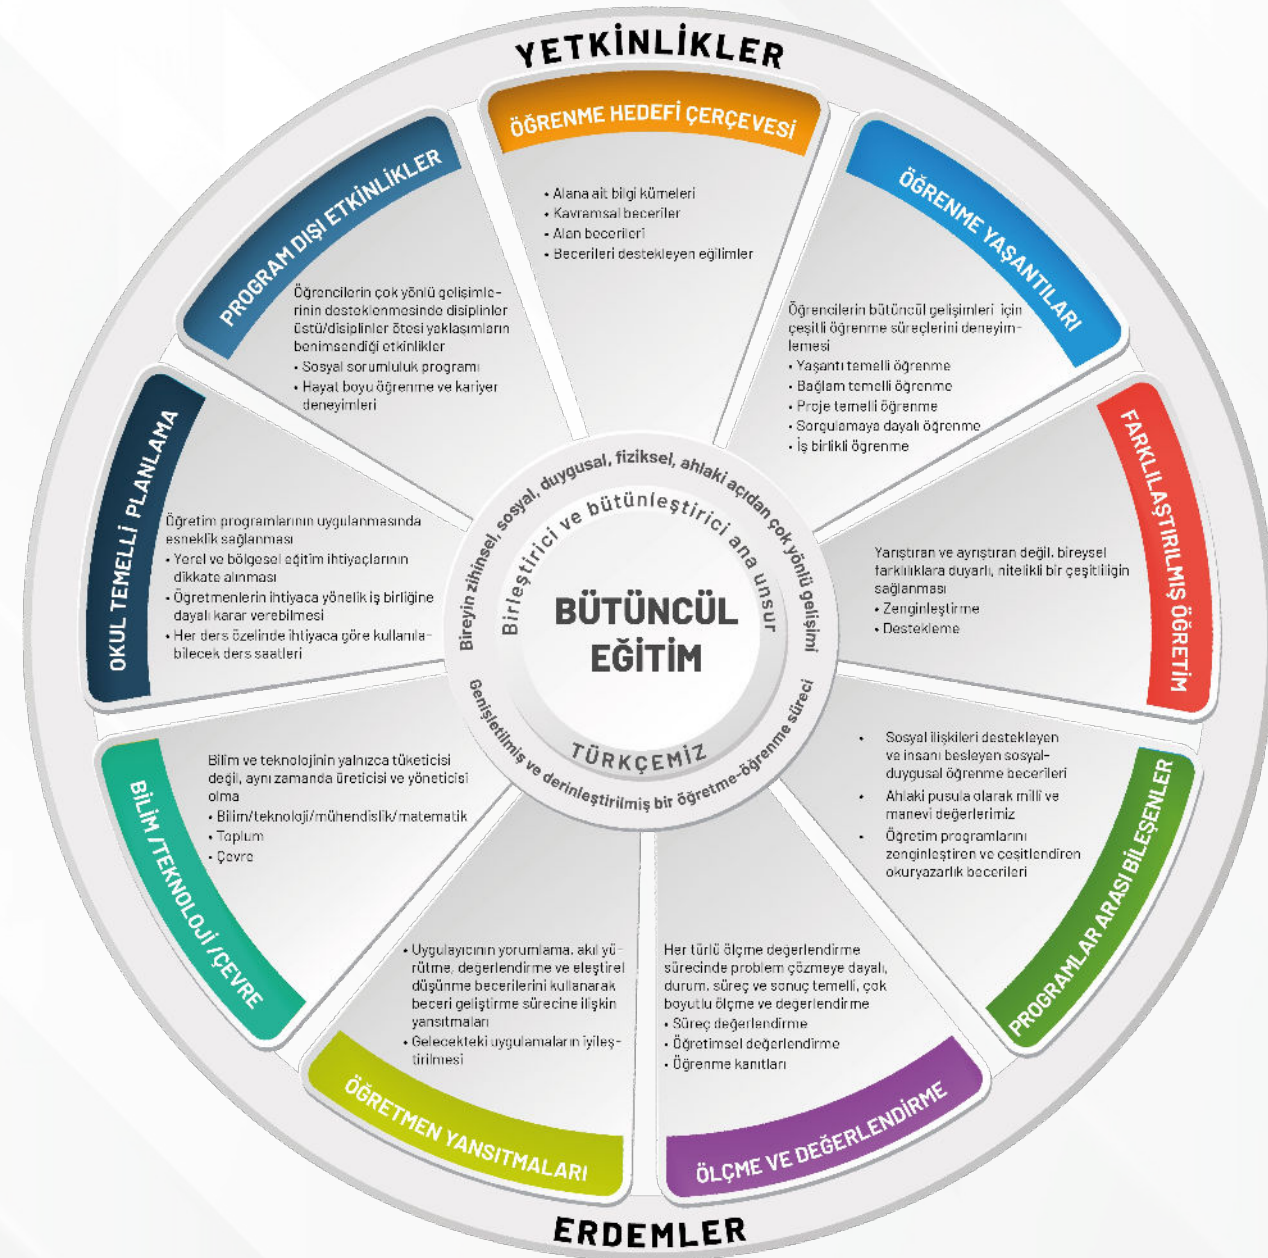 YETKİNLİKLER
ÖĞRENME HEDEFİ ÇERÇEVESİ
• Alana ait bilgi kümeleri
• Kavramsal beceriler
• Alan becerileri
• Becerileri destekleyen eğilimler
ÖĞRENME YAŞANTILARI
Öğrencilerin bütüncül gelişimleri için
çeşitli öğrenme süreçlerini deneyim-
lemesi
• Yaşantı temelli öğrenme
• Bağlam temelli öğrenme
• Proje temelli öğrenme
• Sorgulamaya dayalı öğrenme
• İş birlikli öğrenme
FARKLILAŞTIRILMIŞ ÖĞRETİM
Yarıştıran ve ayrıştıran değil, bireysel
farklılıklara duyarlı, nitelikli bir çeşitliliğin
sağlanması
• Zenginleştirme
• Destekleme
PROGRAMLAR ARASI BİLEŞENLER
• Sosyal ilişkileri destekleyen
ve insanı besleyen sosyal-
duygusal öğrenme becerileri
• Ahlaki pusula olarak millî ve
manevi değerlerimiz
• Öğretim programlarını
zenginleştiren ve çeşitlendiren
okuryazarlık becerileri
ÖLÇME VE DEĞERLENDİRME
Her türlü ölçme değerlendirme
sürecinde problem çözmeye dayalı,
durum, süreç ve sonuç temelli, çok
boyutlu ölçme ve değerlendirme
• Süreç değerlendirme
• Öğretimsel değerlendirme
• Öğrenme kanıtları
ÖĞRETMEN YANSITMALARI
• Uygulayıcının yorumlama, akıl yü-
rütme, değerlendirme ve eleştirel
düşünme becerilerini kullanarak
beceri geliştirme sürecine ilişkin
yansıtmaları
• Gelecekteki uygulamaların iyileş-
tirilmesi
BİLİM /TEKNOLOJİ /ÇEVRE
Bilim ve teknolojinin yalnızca tüketicisi
değil, aynı zamanda üreticisi ve yöneticisi
olma
• Bilim/teknoloji/mühendislik/matematik
• Toplum
• Çevre
OKUL TEMELLİ PLANLAMA
Öğretim programlarının uygulanmasında
esneklik sağlanması
• Yerel ve bölgesel eğitim ihtiyaçlarının
dikkate alınması
• Öğretmenlerin ihtiyaca yönelik iş birliğine
dayalı karar verebilmesi
• Her ders özelinde ihtiyaca göre kullanıla-
bilecek ders saatleri
PROGRAM DIŞI ETKİNLİKLER
Öğrencilerin çok yönlü gelişimle-
rinin desteklenmesinde disiplinler
üstü/disiplinler ötesi yaklaşımların
benimsendiği etkinlikler
• Sosyal sorumluluk programı
• Hayat boyu öğrenme ve kariyer
deneyimleri
Bireyin zihinsel, sosyal, duygusal, fiziksel, ahlaki açıdan çok yönlü gelişimi
Birleştirici ve bütünleştirici ana unsur
BÜTÜNCÜL
EĞİTİM
TÜRKÇEMİZ
Genişletilmiş ve derinleştirilmiş bir öğretme-öğrenme süreci
ERDEMLER